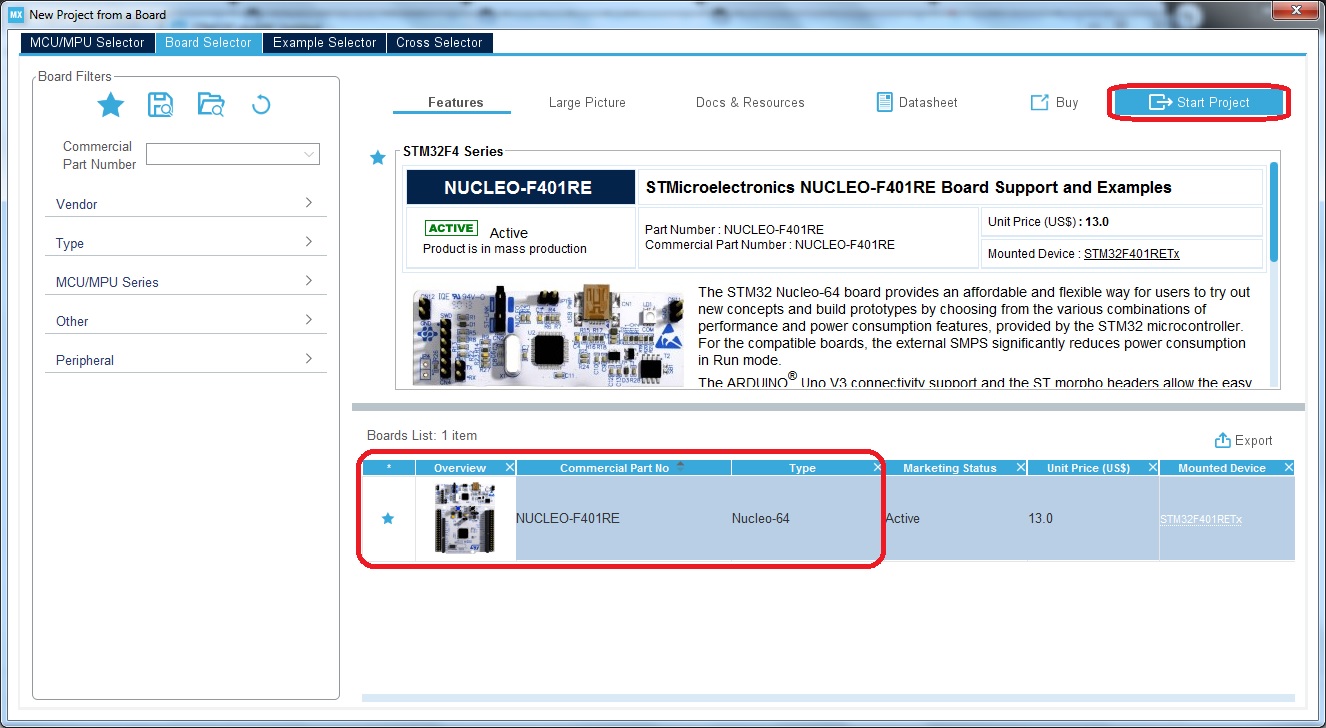 MX New Project from a Board
MCU/MPU Selector Board Selector Example Selector Cross Selector
Board Filters
Commercial
Part Number
Vendor
Type
MCU/MPU Series
Other
Peripheral
Features Large Picture Docs & Resources Datasheet Buy Start Project
STM32F4 Series
NUCLEO-F401RE
STMicroelectronics NUCLEO-F401RE Board Support and Examples
ACTIVE Active
Product is in mass production
Part Number : NUCLEO-F401RE
Commercial Part Number : NUCLEO-F401RE
Unit Price (US$) : 13.0
Mounted Device : STM32F401RETx
The STM32 Nucleo-64 board provides an affordable and flexible way for users to try out
new concepts and build prototypes by choosing from the various combinations of
performance and power consumption features, provided by the STM32 microcontroller.
For the compatible boards, the external SMPS significantly reduces power consumption
in Run mode.
The ARDUINO® Uno V3 connectivity support and the ST morpho headers allow the easy
Boards List: 1 item
Export
* Overview Commercial Part No Type Marketing Status Unit Price (US$) Mounted Device
NUCLEO-F401RE Nucleo-64 Active 13.0 STM32F401RETx